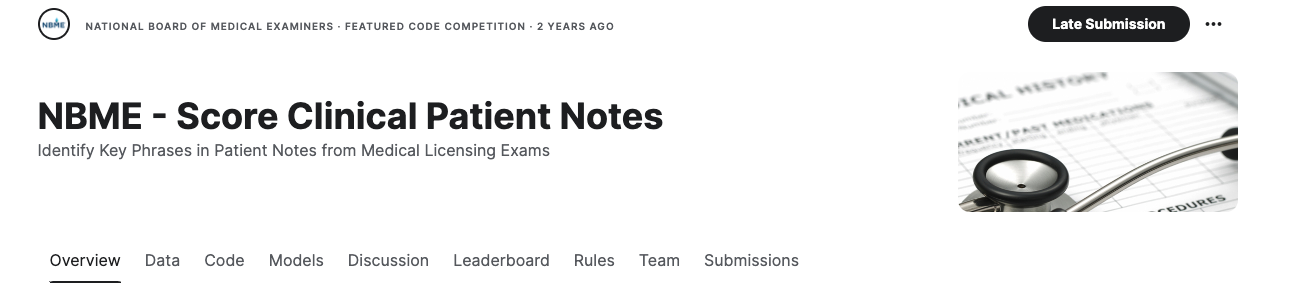 NBME
NATIONAL BOARD OF MEDICAL EXAMINERS · FEATURED CODE COMPETITION · 2 YEARS AGO
Late Submission
NBME - Score Clinical Patient Notes
Identify Key Phrases in Patient Notes from Medical Licensing Exams
ICAL HISTORY
RENT/PAST MEDICATIONS
CEDURES
Overview Data Code Models Discussion Leaderboard Rules Team Submissions